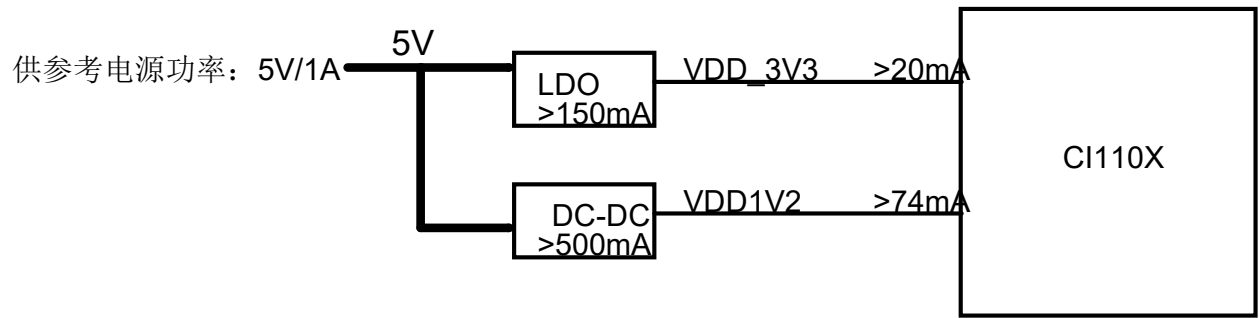 5V
供参考电源功率：5V/1A
LDO
>150mA
VDD_3V3 >20mA
CI110X
DC-DC
>500mA
VDD1V2 >74mA